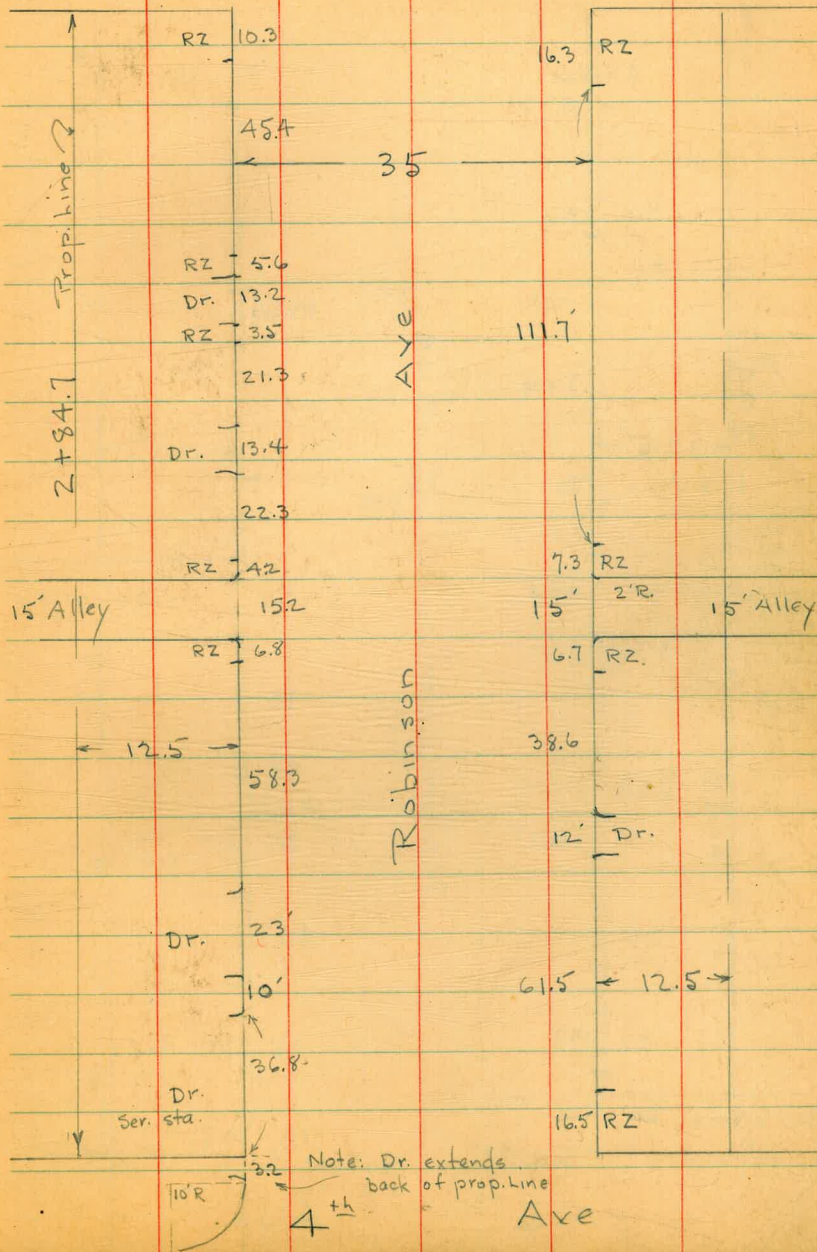 RZ 10.3
16.3 RZ
45.4
35
2+84.7 Prop. Line
RZ 5.6
Dr. 13.2
RZ 3.5
111.7'
Robinson Ave
21.3
Dr. 13.4
22.3
RZ 4.2
7.3 RZ
2'R.
15' Alley
15.2
15'
15' Alley
RZ 6.8
6.7 RZ.
12.5
38.6
58.3
12' Dr.
Dr. 23'
10'
61.5
12.5
36.8
Dr.
Ser. sta.
16.5 RZ
3.2
Note: Dr. extends
back of prop. Line
10'R
4th Ave